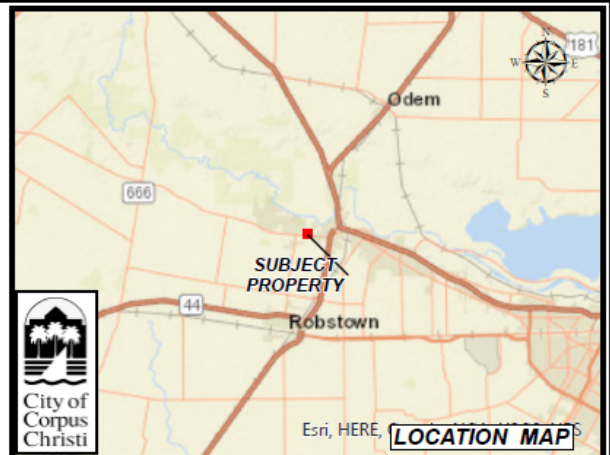 181
N
W E
S
Odem
666
SUBJECT
PROPERTY
44
Robstown
City of
Corpus
Christi
Esri, HERE,
LOCATION MAP